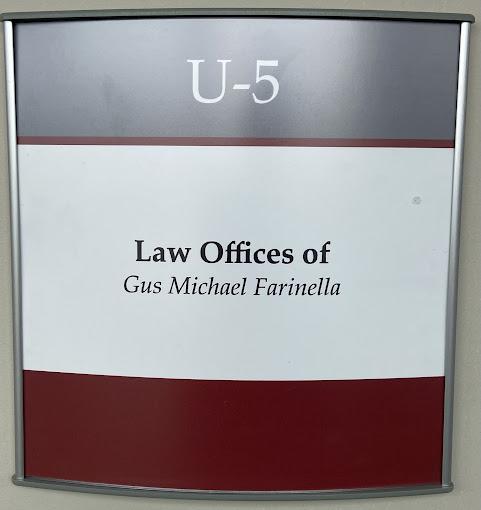 U-5
Law Offices of
Gus Michael Farinella